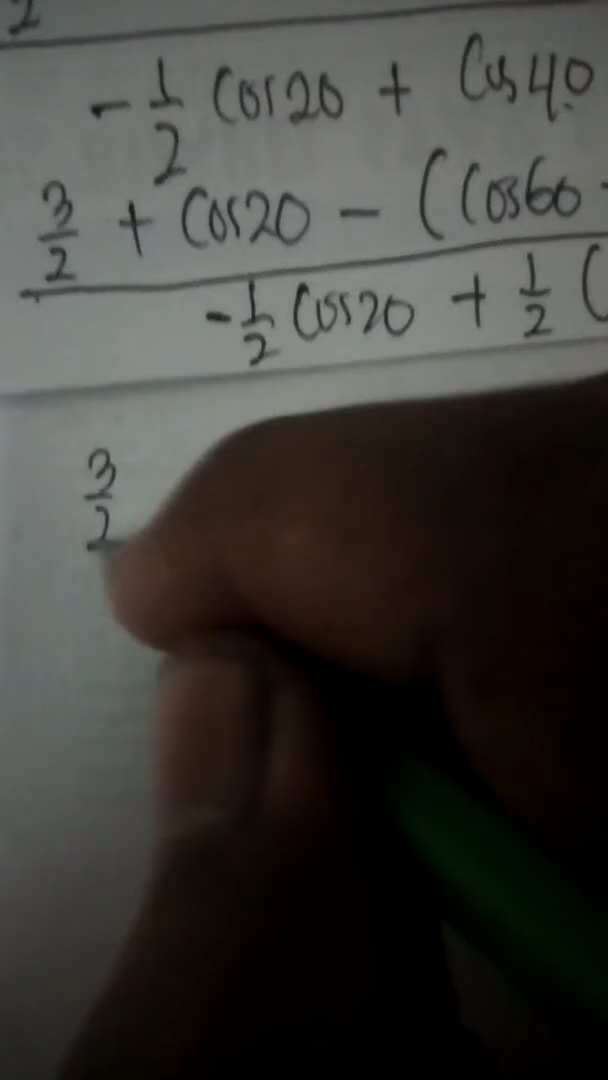 2
-1/2 Cos20 + Cos40
3/2 + Cos20 - (Cos60
-1/2 Cos20 + 1/2 (
3/2